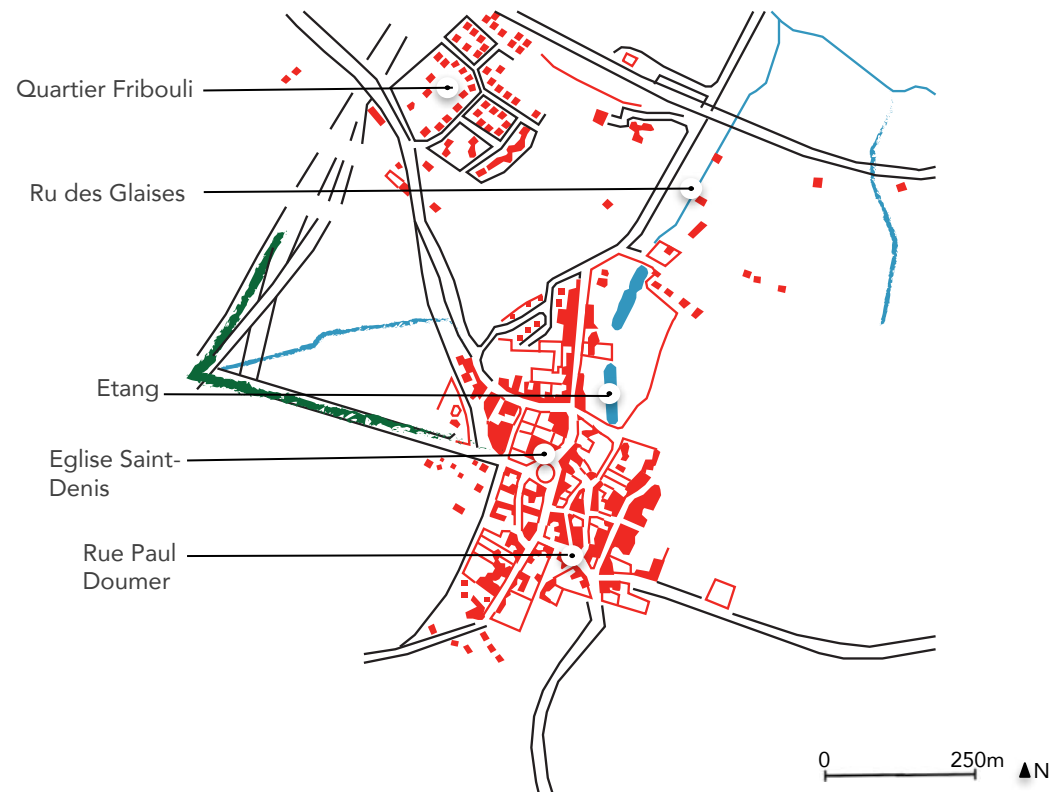 Quartier Fribouli
Ru des Glaises
Etang
Eglise Saint-
Denis
Rue Paul
Doumer
0 250m N